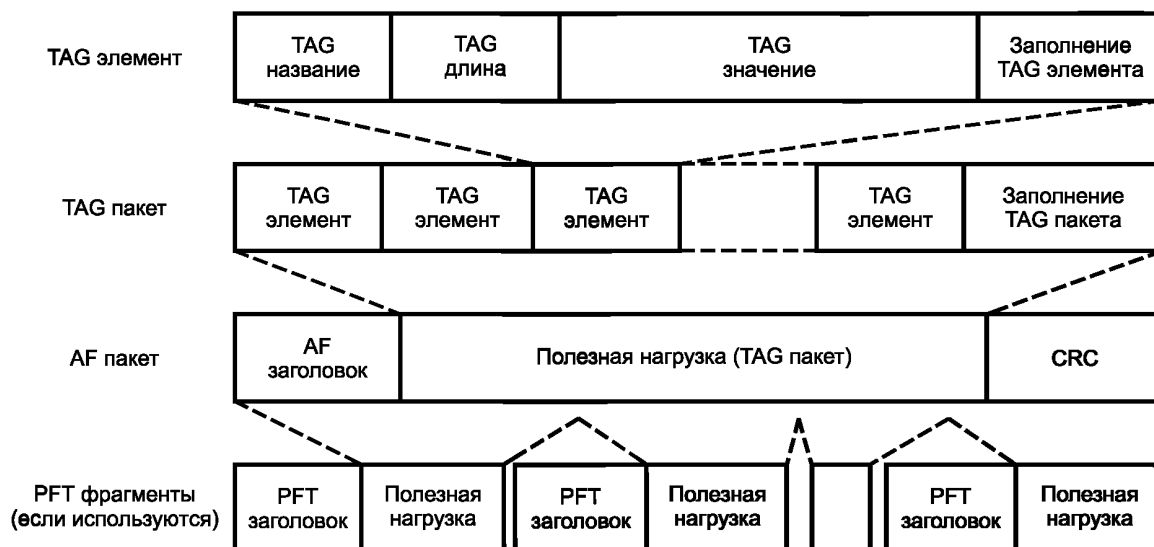 TAG элемент
TAG
название
TAG
длина
TAG
значение
Заполнение
TAG элемента
TAG пакет
TAG
элемент
TAG
элемент
TAG
элемент
TAG
элемент
Заполнение
TAG пакета
AF пакет
AF
заголовок
Полезная нагрузка (TAG пакет)
CRC
PFT фрагменты
(если используются)
PFT
заголовок
Полезная
нагрузка
PFT
заголовок
Полезная
нагрузка
PFT
заголовок
Полезная
нагрузка